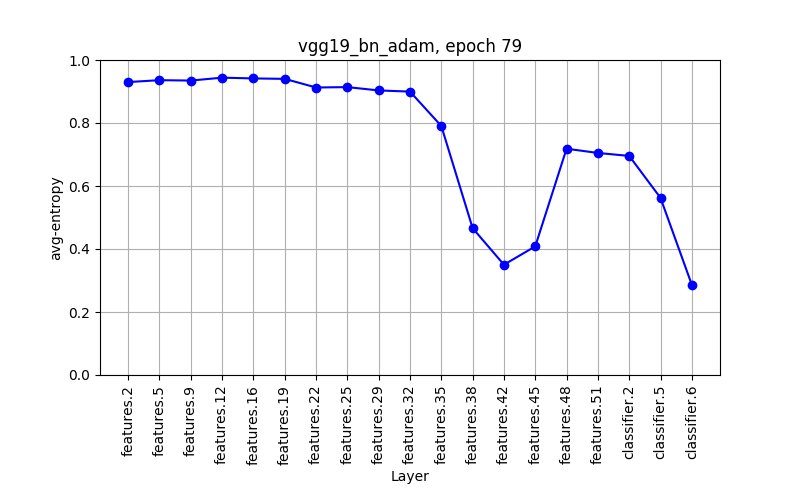 vgg19_bn_adam, epoch 79
1.0
0.8
0.6
0.4
0.2
0.0
avg-entropy
features.2
features.5
features.9
features.12
features.16
features.19
features.22
features.25
features.29
features.32
features.35
features.38
features.42
features.45
features.48
features.51
classifier.2
classifier.5
classifier.6
Layer